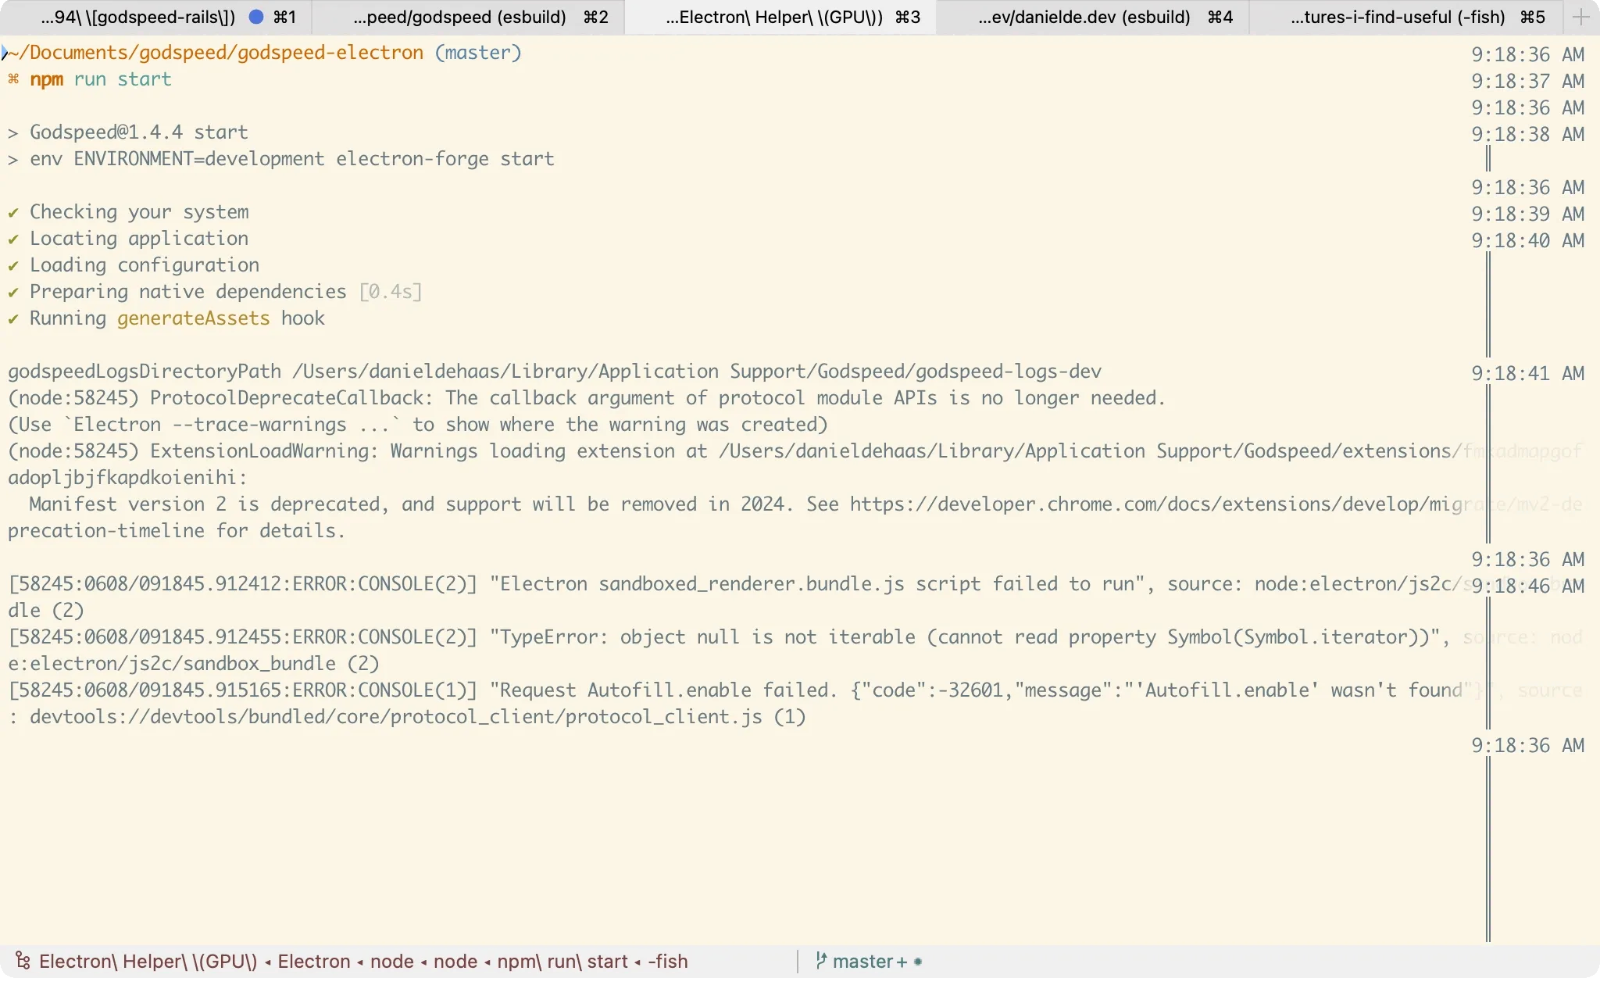 ...94\ \[godspeed-rails\]) ⌘1 ...peed/godspeed (esbuild) ⌘2 ...Electron\ Helper\ \(GPU\)) ⌘3 ...ev/danielde.dev (esbuild) ⌘4 ...tures-i-find-useful (-fish) ⌘5 +
~/Documents/godspeed/godspeed-electron (master) 9:18:36 AM
⌘ npm run start 9:18:37 AM
9:18:36 AM
> Godspeed@1.4.4 start 9:18:38 AM
> env ENVIRONMENT=development electron-forge start
9:18:36 AM
✔ Checking your system 9:18:39 AM
✔ Locating application 9:18:40 AM
✔ Loading configuration
✔ Preparing native dependencies [0.4s]
✔ Running generateAssets hook
godspeedLogsDirectoryPath /Users/danieldehaas/Library/Application Support/Godspeed/godspeed-logs-dev 9:18:41 AM
(node:58245) ProtocolDeprecateCallback: The callback argument of protocol module APIs is no longer needed.
(Use `Electron --trace-warnings ...` to show where the warning was created)
(node:58245) ExtensionLoadWarning: Warnings loading extension at /Users/danieldehaas/Library/Application Support/Godspeed/extensions/
adopljbjfkapdkoienihi:
Manifest version 2 is deprecated, and support will be removed in 2024. See https://developer.chrome.com/docs/extensions/develop/migrate/mv2-de
precation-timeline for details.
9:18:36 AM
[58245:0608/091845.912412:ERROR:CONSOLE(2)] "Electron sandboxed_renderer.bundle.js script failed to run", source: node:electron/js2c/ 9:18:46 AM
dle (2)
[58245:0608/091845.912455:ERROR:CONSOLE(2)] "TypeError: object null is not iterable (cannot read property Symbol(Symbol.iterator))", source: nod
e:electron/js2c/sandbox_bundle (2)
[58245:0608/091845.915165:ERROR:CONSOLE(1)] "Request Autofill.enable failed. {"code":-32601,"message":"'Autofill.enable' wasn't found"}", source
: devtools://devtools/bundled/core/protocol_client/protocol_client.js (1)
9:18:36 AM
Electron\ Helper\ \(GPU\) ◂ Electron ◂ node ◂ node ◂ npm\ run\ start ◂ -fish master + ●